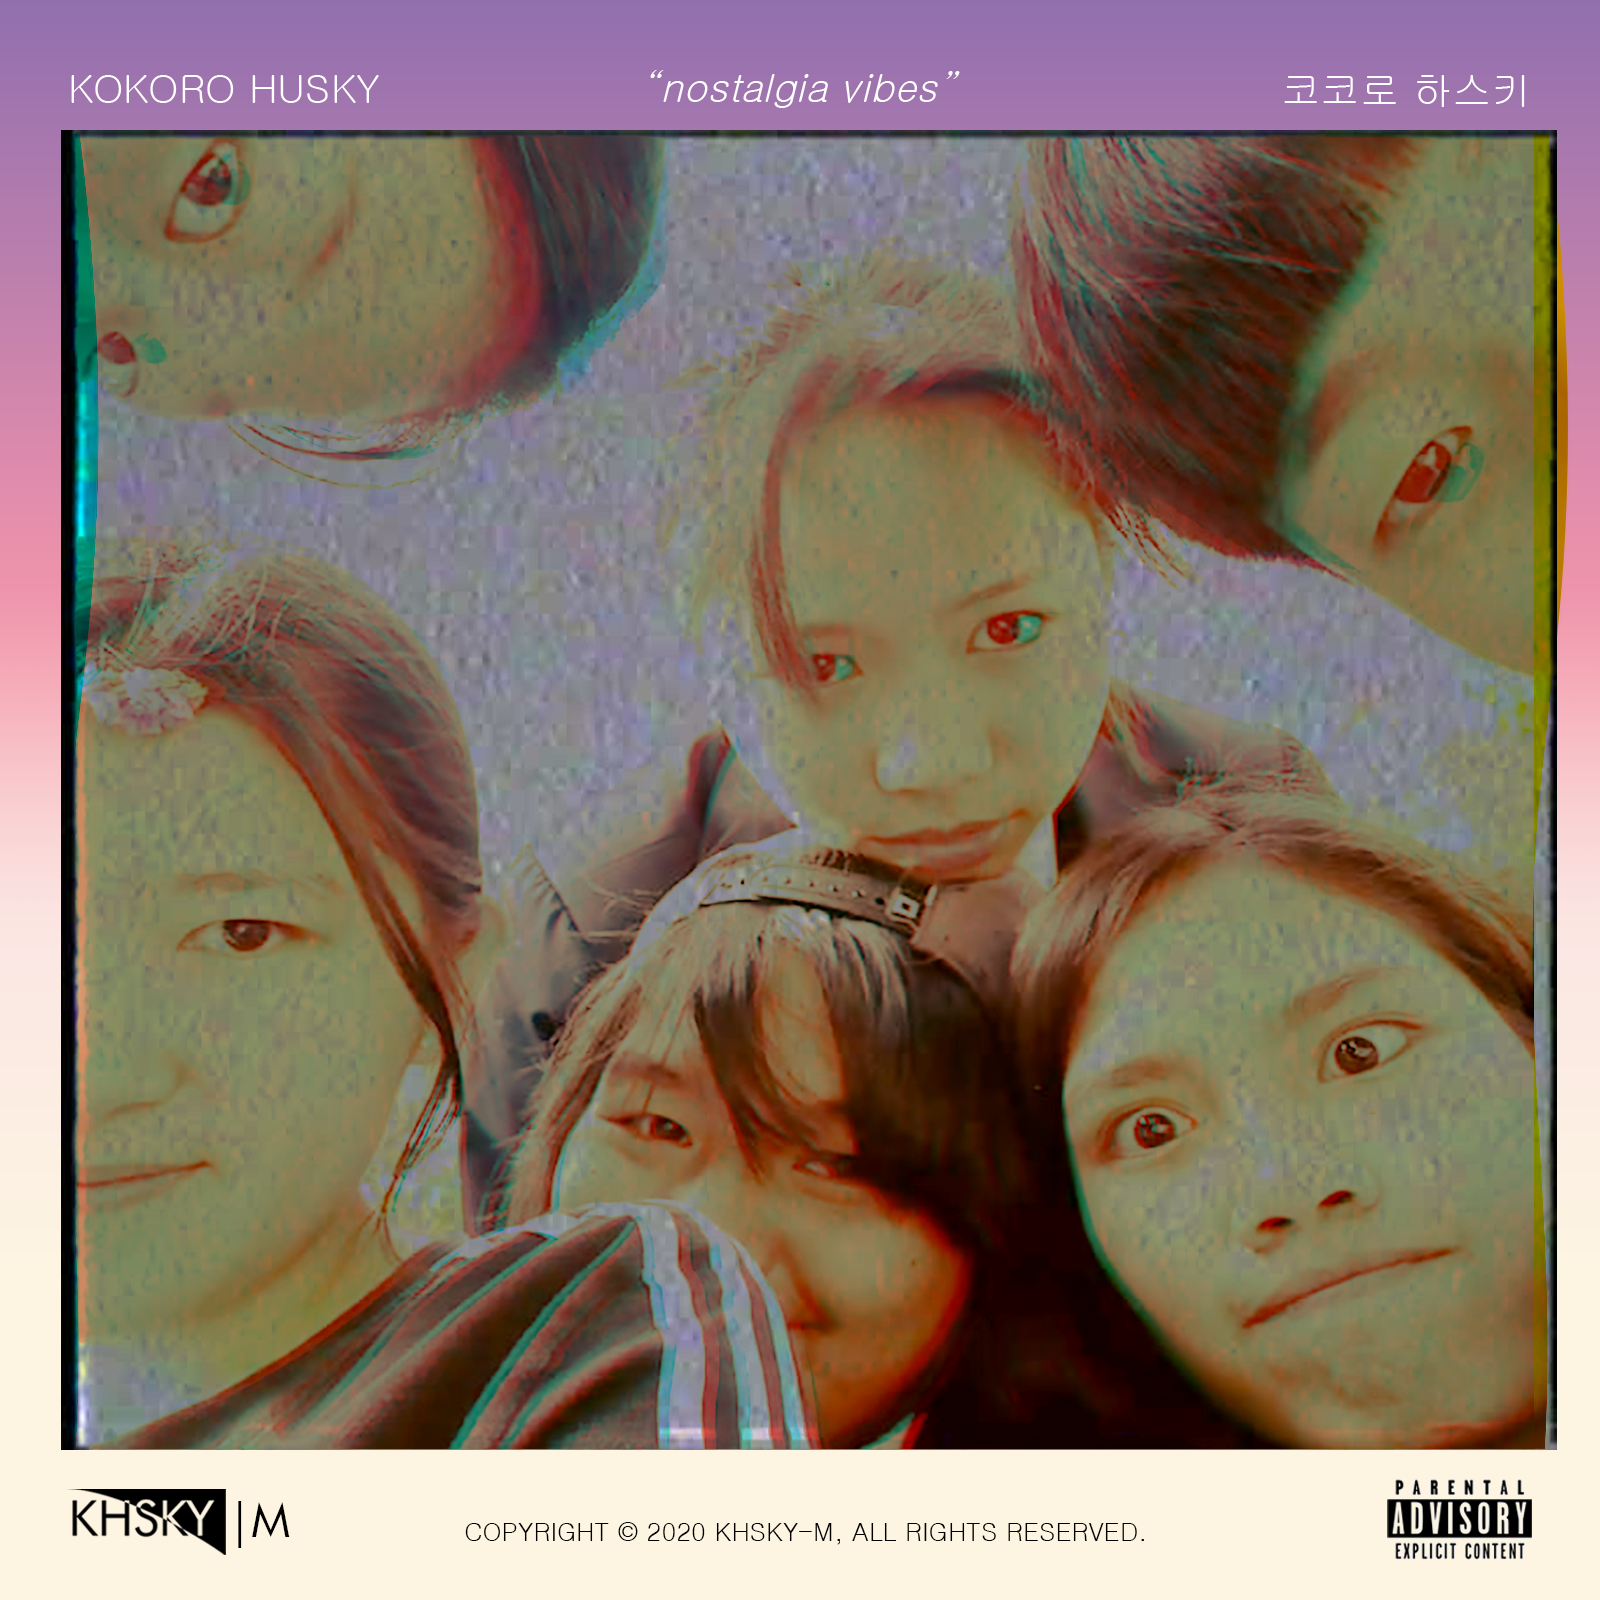 KOKORO HUSKY
“nostalgia vibes”
코코로 하스키
KHSKY|M
COPYRIGHT © 2020 KHSKY-M, ALL RIGHTS RESERVED.
PARENTAL
ADVISORY
EXPLICIT CONTENT